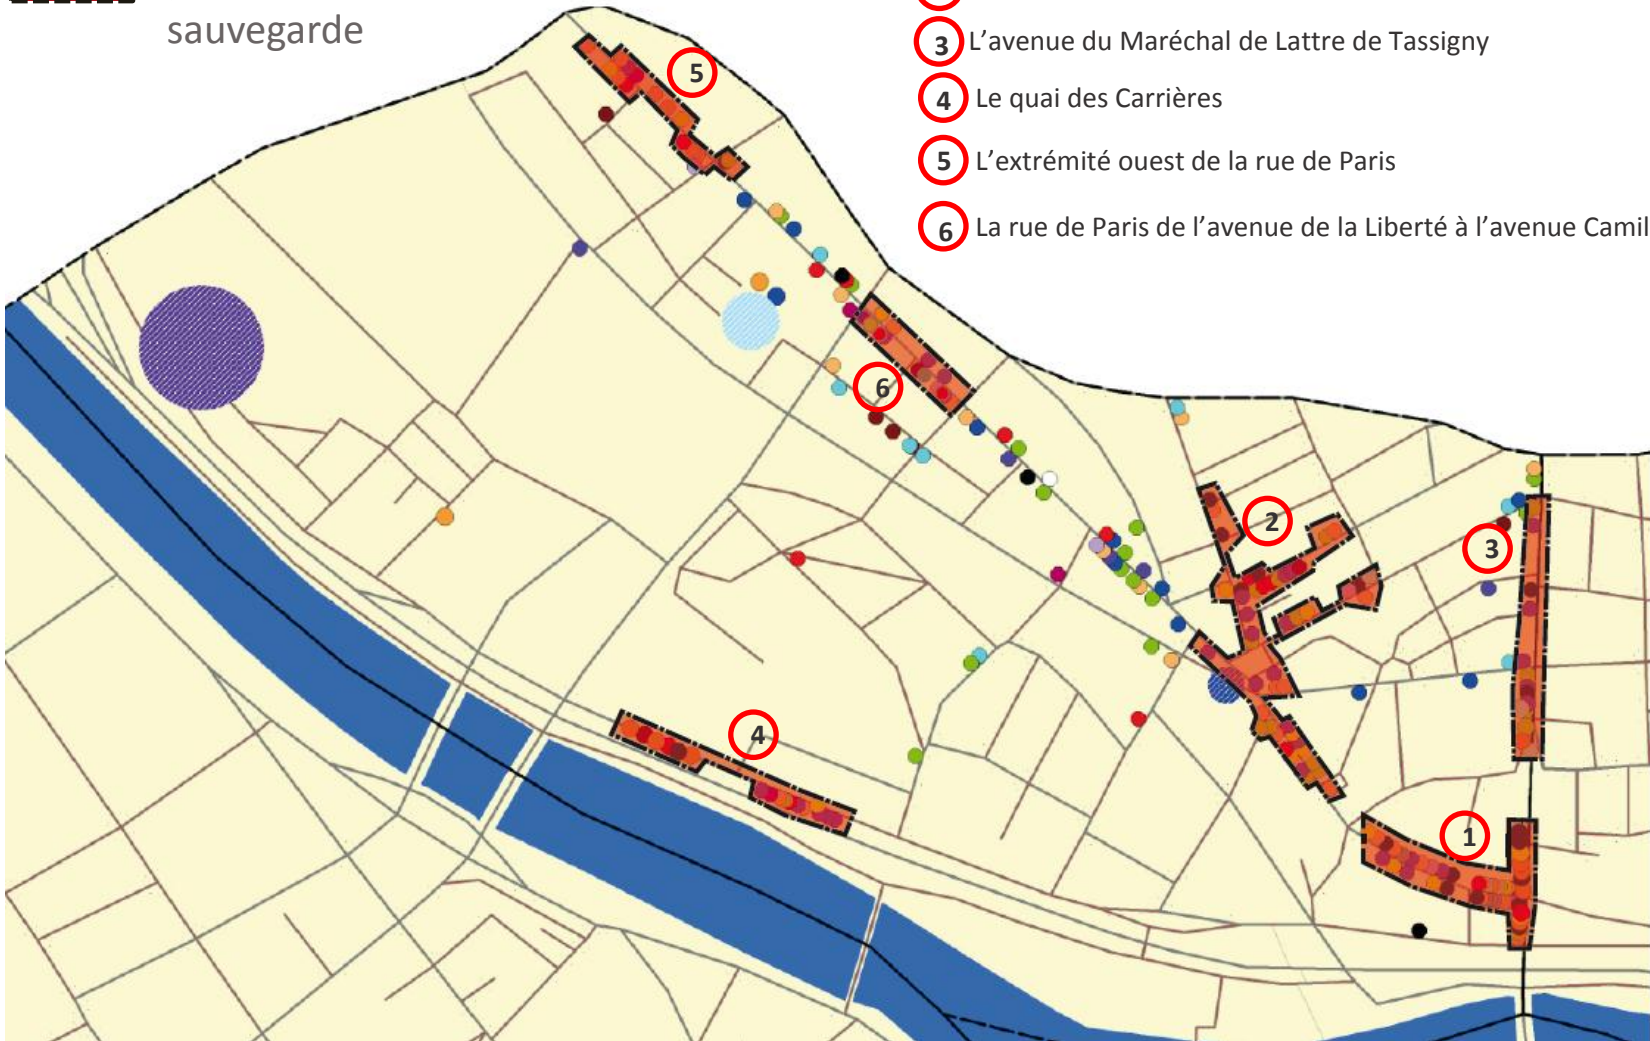 sauvegarde
3 L'avenue du Maréchal de Lattre de Tassigny
4 Le quai des Carrières
5 L'extrémité ouest de la rue de Paris
6 La rue de Paris de l'avenue de la Liberté à l'avenue Camil
5
6
2
3
4
1